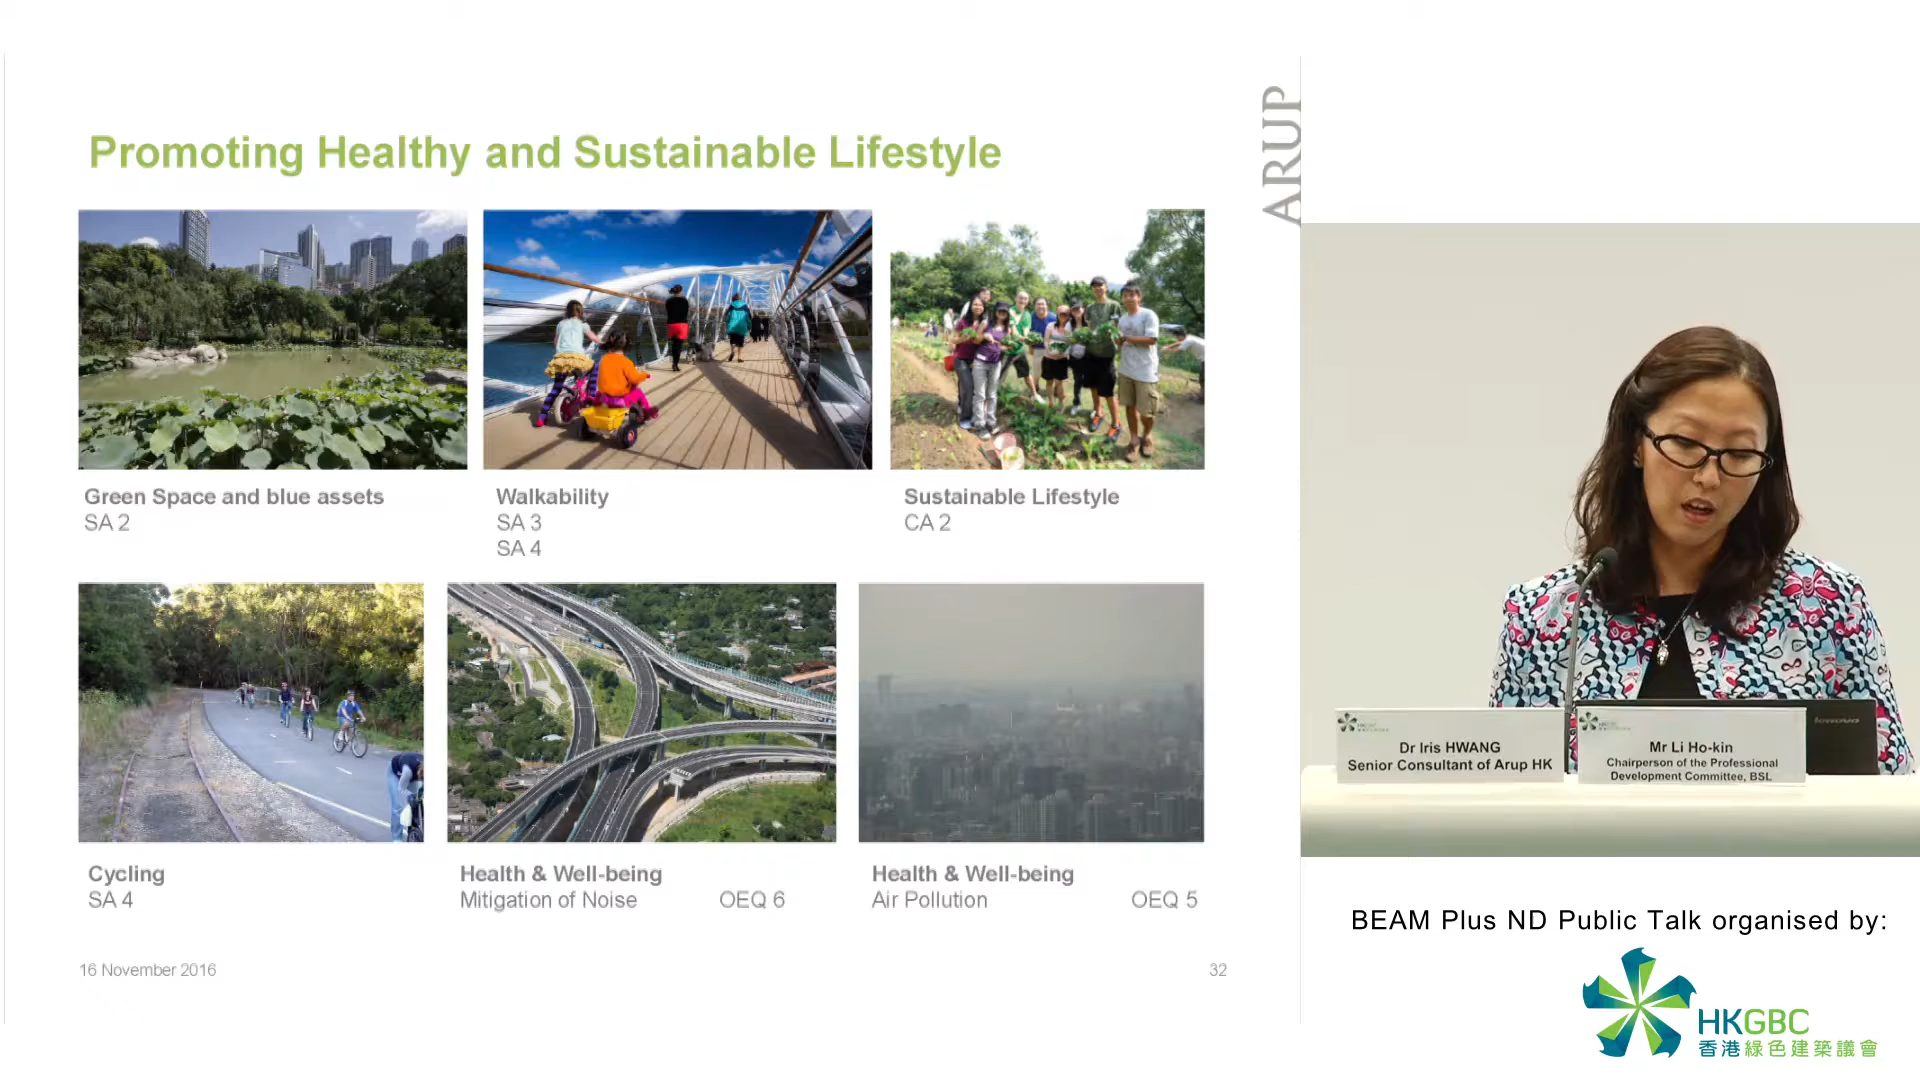 Promoting Healthy and Sustainable Lifestyle
ARUP
Green Space and blue assets
SA 2
Walkability
SA 3
SA 4
Sustainable Lifestyle
CA 2
Cycling
SA 4
Health & Well-being
Mitigation of Noise OEQ 6
Health & Well-being
Air Pollution OEQ 5
16 November 2016
32
Dr Iris HWANG
Senior Consultant of Arup HK
Mr Li Ho-kin
Chairperson of the Professional
Development Committee, BSL
BEAM Plus ND Public Talk organised by:
HKGBC
香港綠色建築議會